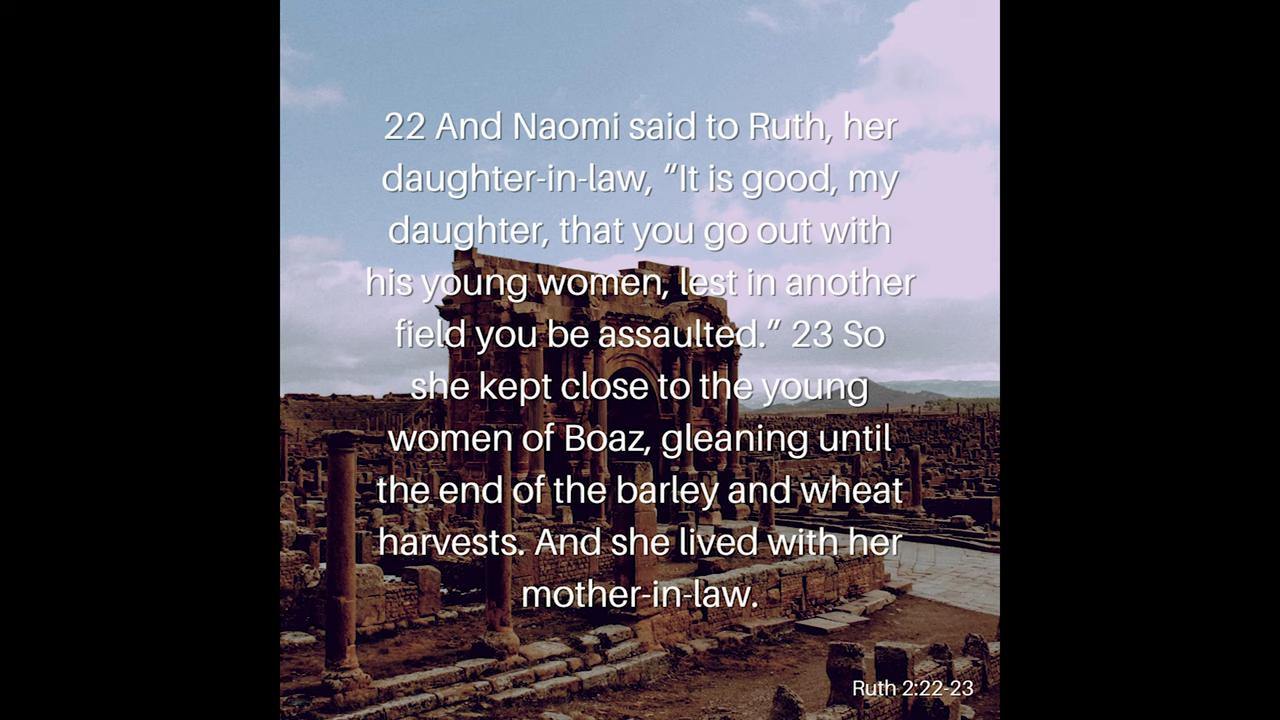 22 And Naomi said to Ruth, her
daughter-in-law, “It is good, my
daughter, that you go out with
his young women, lest in another
field you be assaulted.” 23 So
she kept close to the young
women of Boaz, gleaning until
the end of the barley and wheat
harvests. And she lived with her
mother-in-law.
Ruth 2:22-23